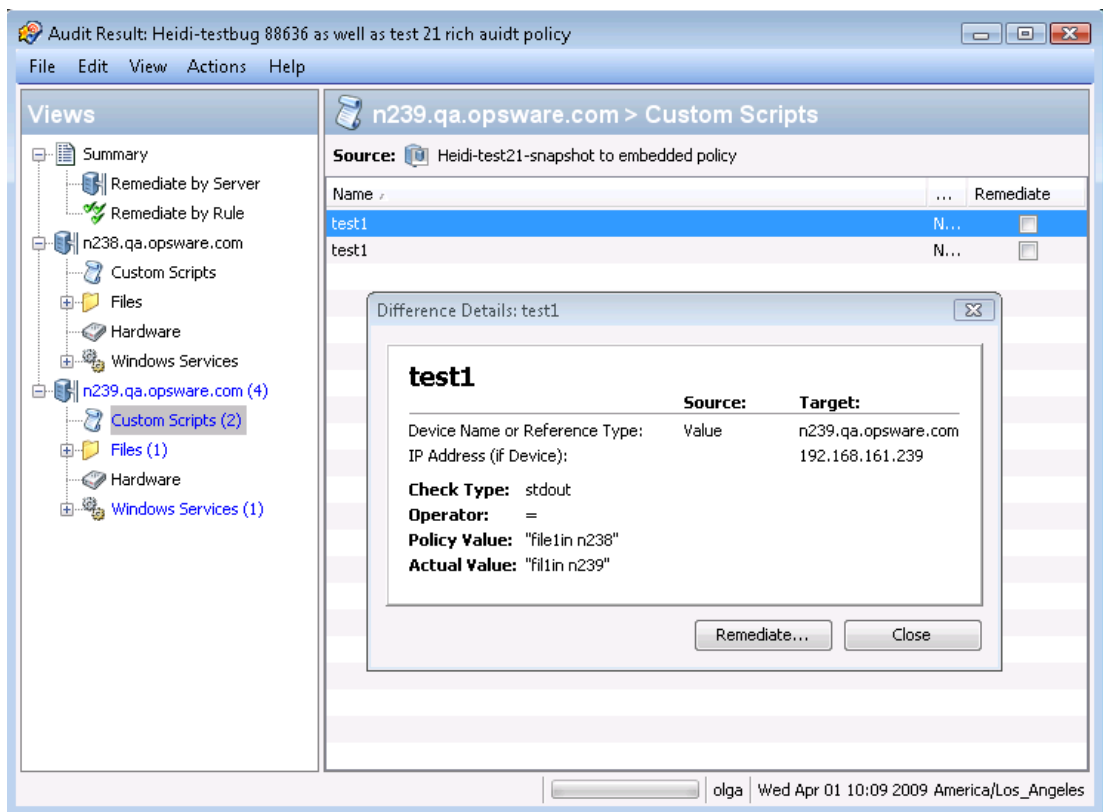 Audit Result: Heidi-testbug 88636 as well as test 21 rich auidt policy
File Edit View Actions Help
Views
Summary
Remediate by Server
Remediate by Rule
n238.qa.opsware.com
Custom Scripts
Files
Hardware
Windows Services
n239.qa.opsware.com (4)
Custom Scripts (2)
Files (1)
Hardware
Windows Services (1)
n239.qa.opsware.com > Custom Scripts
Source: Heidi-test21-snapshot to embedded policy
Name ... Remediate
test1 N...
test1 N...
Difference Details: test1
test1
Source: Target:
Device Name or Reference Type: Value n239.qa.opsware.com
IP Address (if Device): 192.168.161.239
Check Type: stdout
Operator: =
Policy Value: "file1in n238"
Actual Value: "fil1in n239"
Remediate... Close
olga Wed Apr 01 10:09 2009 America/Los_Angeles